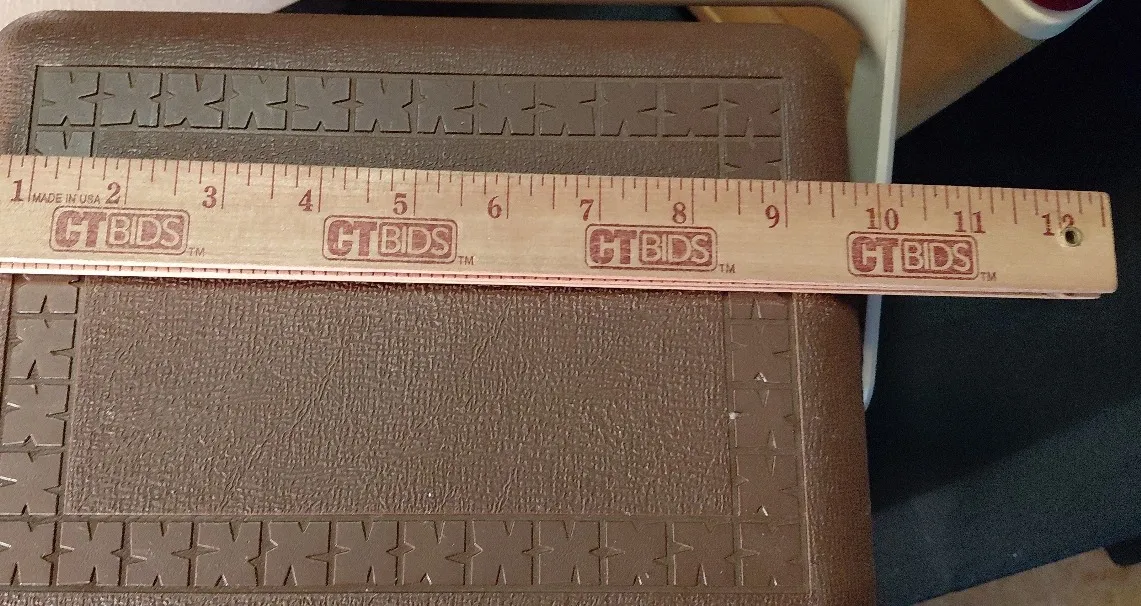 1 MADE IN USA 2 3 4 5 6 7 8 9 10 11 12
CTBIDS™ CTBIDS™ CTBIDS™ CTBIDS™